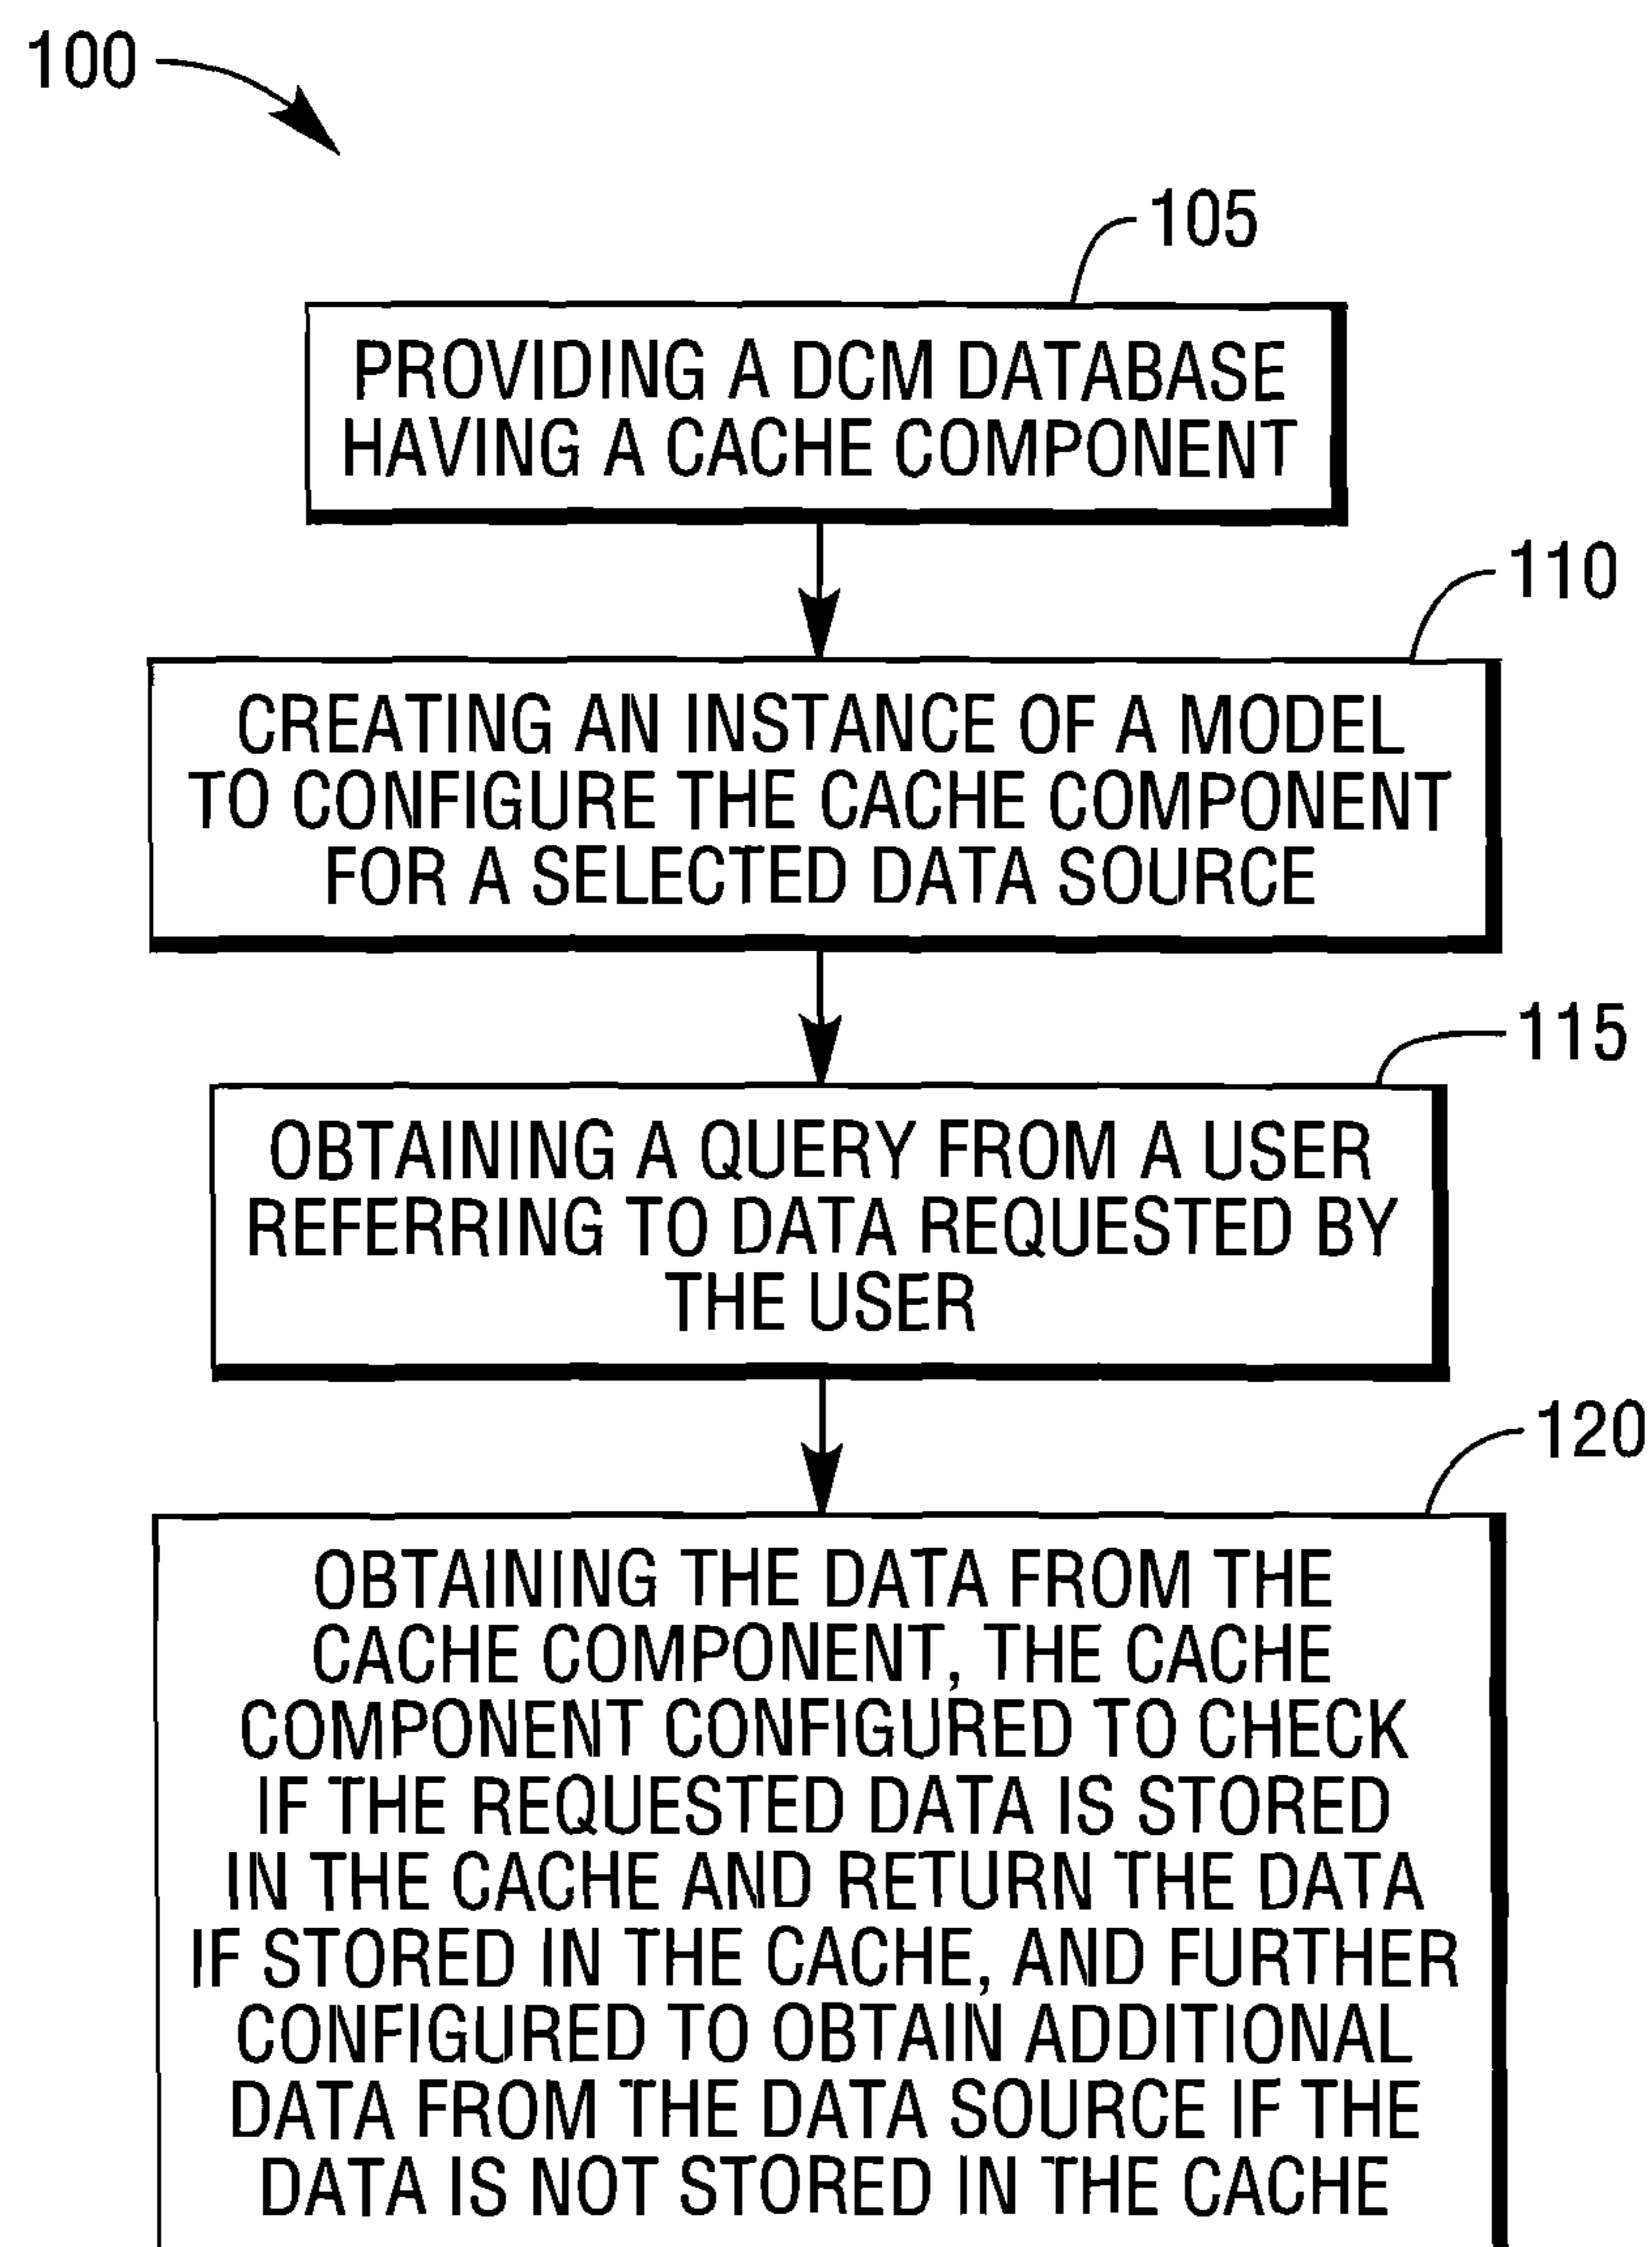 100
105
PROVIDING A DCM DATABASE
HAVING A CACHE COMPONENT
110
CREATING AN INSTANCE OF A MODEL
TO CONFIGURE THE CACHE COMPONENT
FOR A SELECTED DATA SOURCE
115
OBTAINING A QUERY FROM A USER
REFERRING TO DATA REQUESTED BY
THE USER
120
OBTAINING THE DATA FROM THE
CACHE COMPONENT, THE CACHE
COMPONENT CONFIGURED TO CHECK
IF THE REQUESTED DATA IS STORED
IN THE CACHE AND RETURN THE DATA
IF STORED IN THE CACHE, AND FURTHER
CONFIGURED TO OBTAIN ADDITIONAL
DATA FROM THE DATA SOURCE IF THE
DATA IS NOT STORED IN THE CACHE